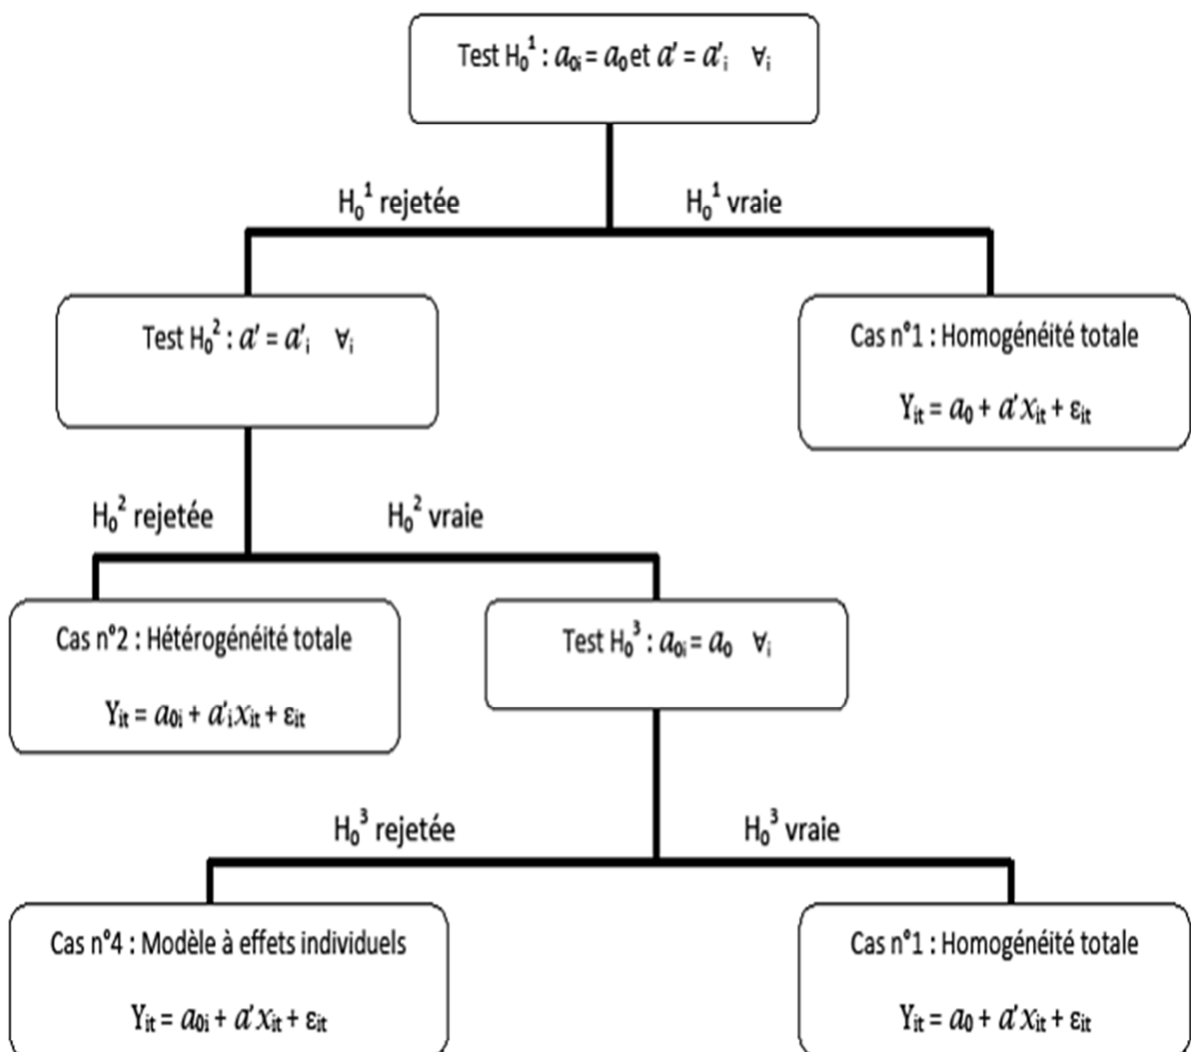 Test H₀¹ : a₀ᵢ = a₀ et a' = a'ᵢ ∀ᵢ
H₀¹ rejetée
H₀¹ vraie
Test H₀² : a' = a'ᵢ ∀ᵢ
Cas n°1 : Homogénéité totale
Yᵢₜ = a₀ + a'xᵢₜ + εᵢₜ
H₀² rejetée
H₀² vraie
Cas n°2 : Hétérogénéité totale
Yᵢₜ = a₀ᵢ + a'ᵢxᵢₜ + εᵢₜ
Test H₀³ : a₀ᵢ = a₀ ∀ᵢ
H₀³ rejetée
H₀³ vraie
Cas n°4 : Modèle à effets individuels
Yᵢₜ = a₀ᵢ + a'xᵢₜ + εᵢₜ
Cas n°1 : Homogénéité totale
Yᵢₜ = a₀ + a'xᵢₜ + εᵢₜ